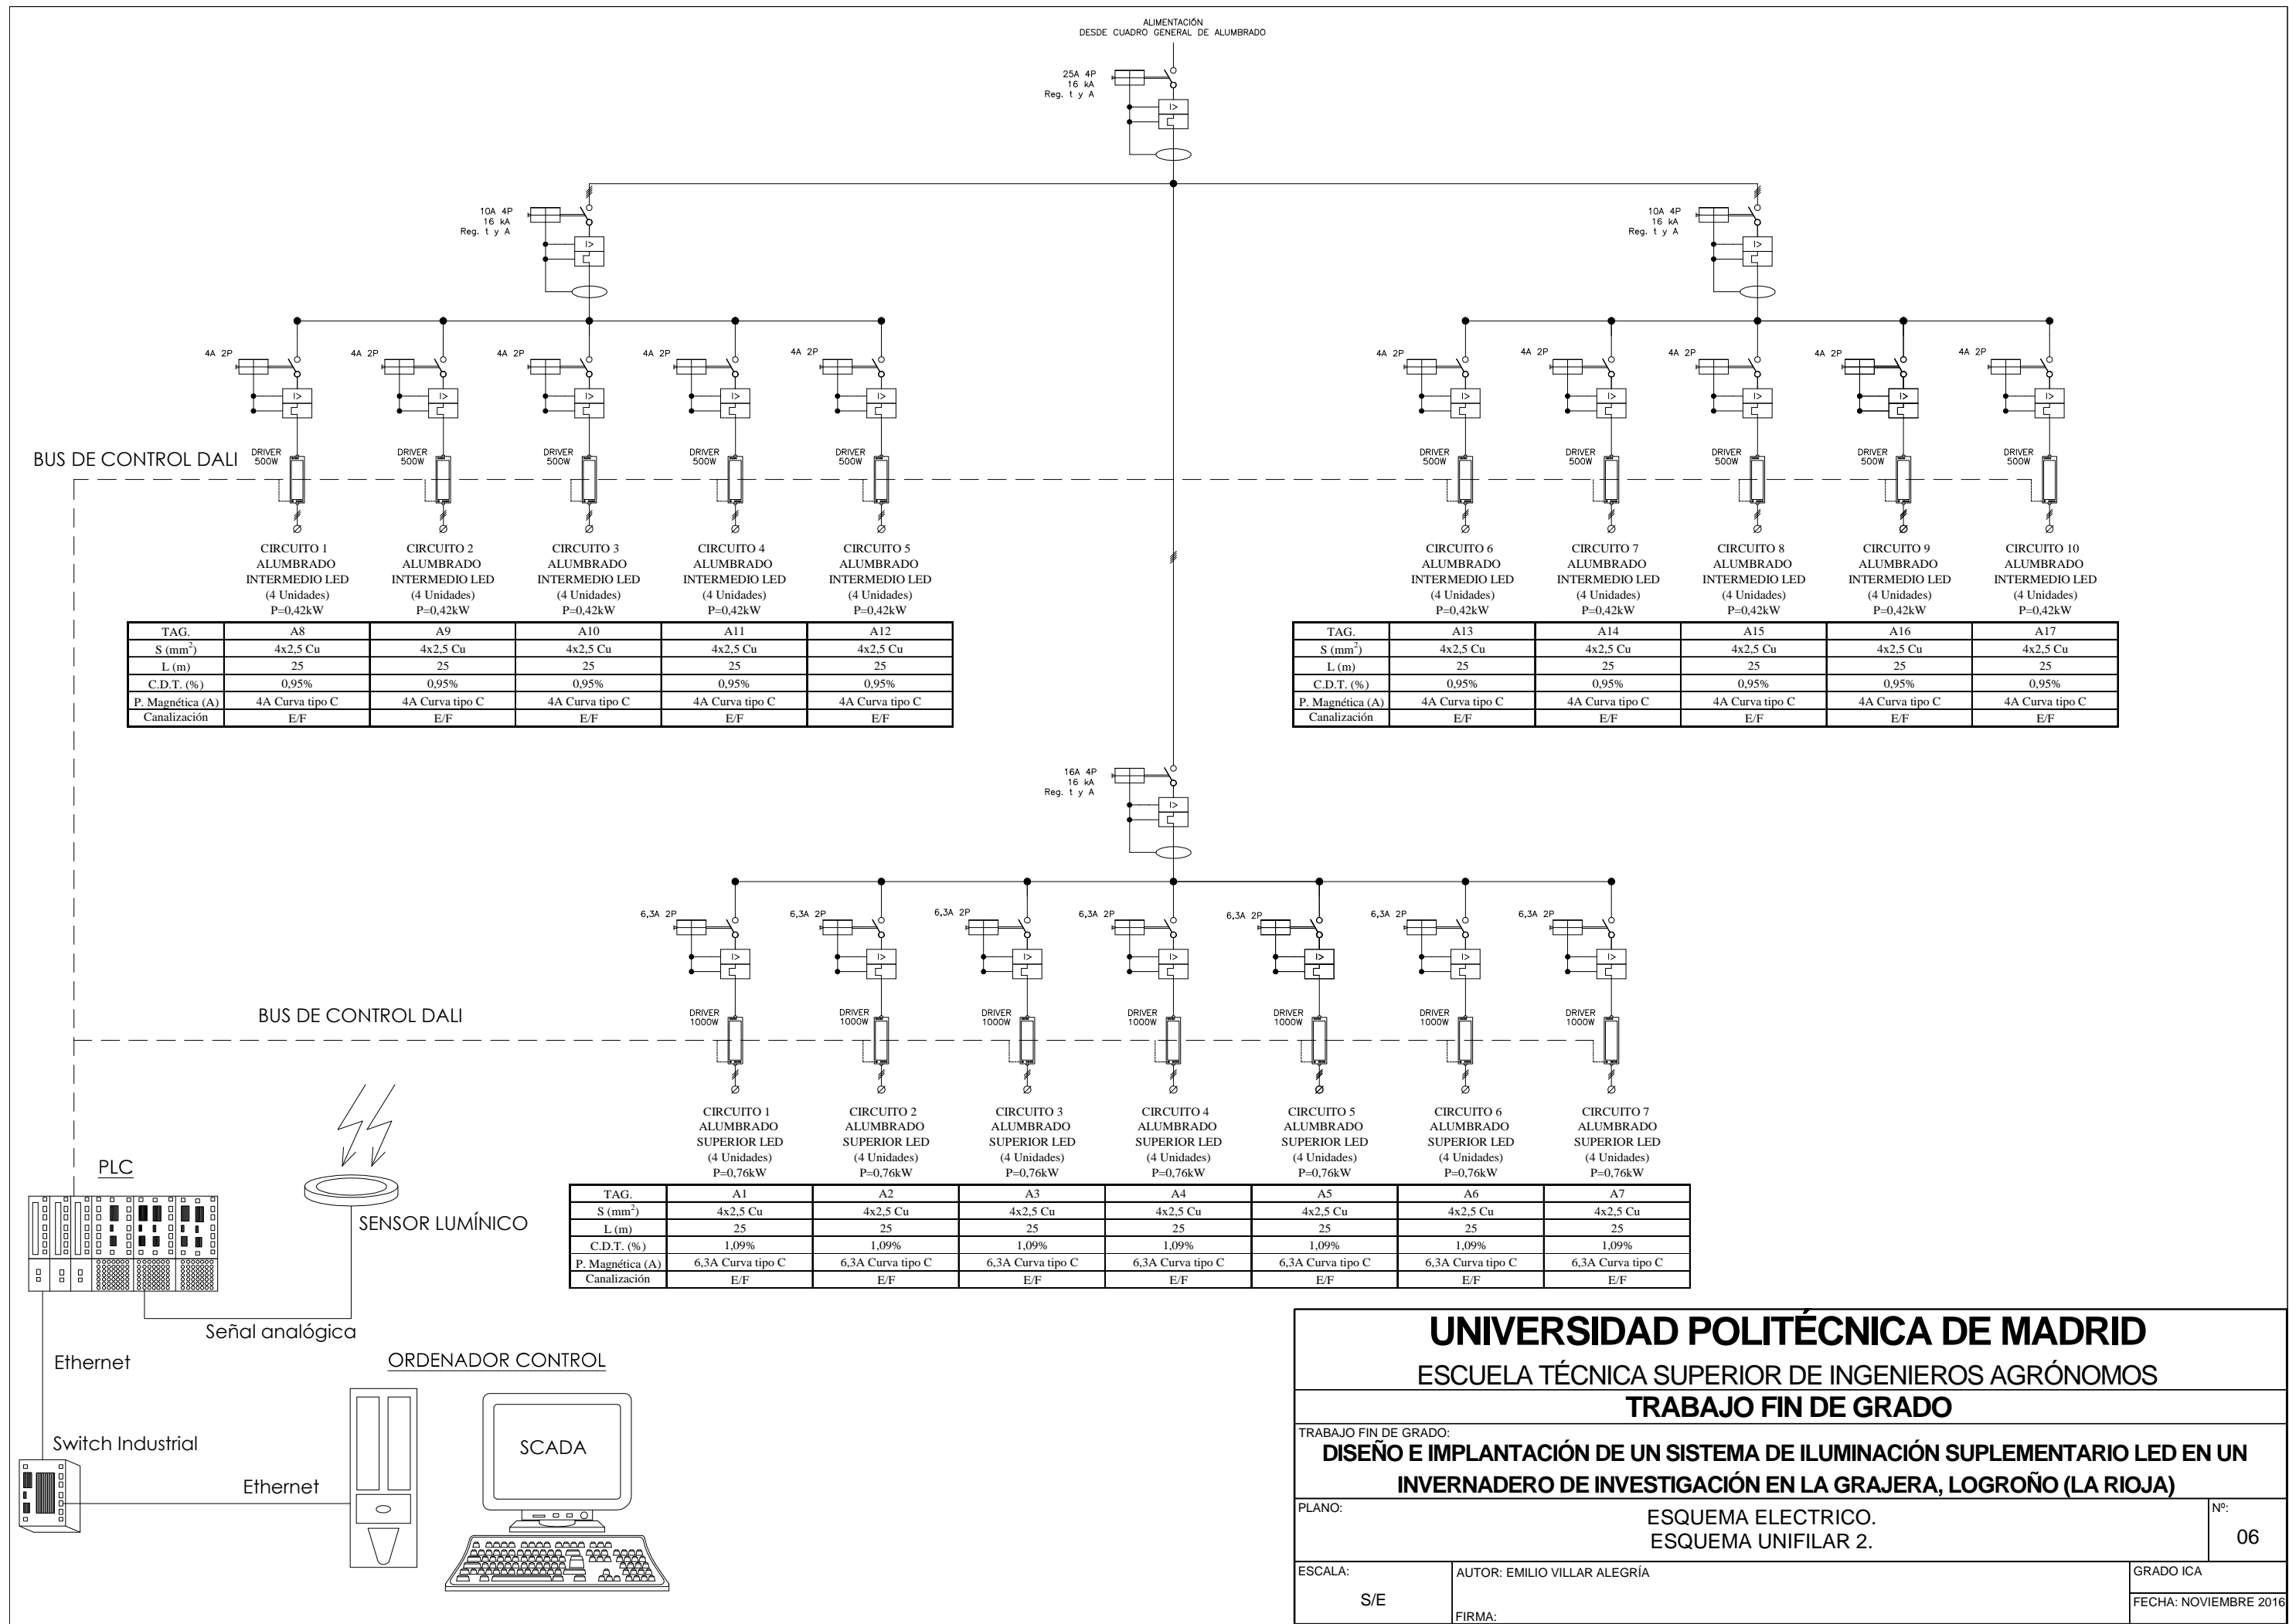 ALIMENTACIÓN
DESDE CUADRO GENERAL DE ALUMBRADO
25A 4P
16 kA
Reg. t y A
I>
10A 4P
16 kA
Reg. t y A
I>
10A 4P
16 kA
Reg. t y A
I>
4A 2P 4A 2P 4A 2P 4A 2P 4A 2P 4A 2P 4A 2P 4A 2P 4A 2P 4A 2P
I> I> I> I> I> I> I> I> I> I>
BUS DE CONTROL DALI
DRIVER DRIVER DRIVER DRIVER DRIVER DRIVER DRIVER DRIVER DRIVER DRIVER
500W 500W 500W 500W 500W 500W 500W 500W 500W 500W
CIRCUITO 1 CIRCUITO 2 CIRCUITO 3 CIRCUITO 4 CIRCUITO 5
ALUMBRADO ALUMBRADO ALUMBRADO ALUMBRADO ALUMBRADO
INTERMEDIO LED INTERMEDIO LED INTERMEDIO LED INTERMEDIO LED INTERMEDIO LED
(4 Unidades) (4 Unidades) (4 Unidades) (4 Unidades) (4 Unidades)
P=0,42kW P=0,42kW P=0,42kW P=0,42kW P=0,42kW
TAG. A8 A9 A10 A11 A12
S (mm²) 4x2,5 Cu 4x2,5 Cu 4x2,5 Cu 4x2,5 Cu 4x2,5 Cu
L (m) 25 25 25 25 25
C.D.T. (%) 0,95% 0,95% 0,95% 0,95% 0,95%
P. Magnética (A) 4A Curva tipo C 4A Curva tipo C 4A Curva tipo C 4A Curva tipo C 4A Curva tipo C
Canalización E/F E/F E/F E/F E/F
CIRCUITO 6 CIRCUITO 7 CIRCUITO 8 CIRCUITO 9 CIRCUITO 10
ALUMBRADO ALUMBRADO ALUMBRADO ALUMBRADO ALUMBRADO
INTERMEDIO LED INTERMEDIO LED INTERMEDIO LED INTERMEDIO LED INTERMEDIO LED
(4 Unidades) (4 Unidades) (4 Unidades) (4 Unidades) (4 Unidades)
P=0,42kW P=0,42kW P=0,42kW P=0,42kW P=0,42kW
TAG. A13 A14 A15 A16 A17
S (mm²) 4x2,5 Cu 4x2,5 Cu 4x2,5 Cu 4x2,5 Cu 4x2,5 Cu
L (m) 25 25 25 25 25
C.D.T. (%) 0,95% 0,95% 0,95% 0,95% 0,95%
P. Magnética (A) 4A Curva tipo C 4A Curva tipo C 4A Curva tipo C 4A Curva tipo C 4A Curva tipo C
Canalización E/F E/F E/F E/F E/F
16A 4P
16 kA
Reg. t y A
I>
6,3A 2P 6,3A 2P 6,3A 2P 6,3A 2P 6,3A 2P 6,3A 2P 6,3A 2P
I> I> I> I> I> I> I>
BUS DE CONTROL DALI
DRIVER DRIVER DRIVER DRIVER DRIVER DRIVER DRIVER
1000W 1000W 1000W 1000W 1000W 1000W 1000W
CIRCUITO 1 CIRCUITO 2 CIRCUITO 3 CIRCUITO 4 CIRCUITO 5 CIRCUITO 6 CIRCUITO 7
ALUMBRADO ALUMBRADO ALUMBRADO ALUMBRADO ALUMBRADO ALUMBRADO ALUMBRADO
SUPERIOR LED SUPERIOR LED SUPERIOR LED SUPERIOR LED SUPERIOR LED SUPERIOR LED SUPERIOR LED
(4 Unidades) (4 Unidades) (4 Unidades) (4 Unidades) (4 Unidades) (4 Unidades) (4 Unidades)
P=0,76kW P=0,76kW P=0,76kW P=0,76kW P=0,76kW P=0,76kW P=0,76kW
TAG. A1 A2 A3 A4 A5 A6 A7
S (mm²) 4x2,5 Cu 4x2,5 Cu 4x2,5 Cu 4x2,5 Cu 4x2,5 Cu 4x2,5 Cu 4x2,5 Cu
L (m) 25 25 25 25 25 25 25
C.D.T. (%) 1,09% 1,09% 1,09% 1,09% 1,09% 1,09% 1,09%
P. Magnética (A) 6,3A Curva tipo C 6,3A Curva tipo C 6,3A Curva tipo C 6,3A Curva tipo C 6,3A Curva tipo C 6,3A Curva tipo C 6,3A Curva tipo C
Canalización E/F E/F E/F E/F E/F E/F E/F
PLC
SENSOR LUMÍNICO
Señal analógica
Ethernet
ORDENADOR CONTROL
Switch Industrial
SCADA
Ethernet
UNIVERSIDAD POLITÉCNICA DE MADRID
ESCUELA TÉCNICA SUPERIOR DE INGENIEROS AGRÓNOMOS
TRABAJO FIN DE GRADO
TRABAJO FIN DE GRADO:
DISEÑO E IMPLANTACIÓN DE UN SISTEMA DE ILUMINACIÓN SUPLEMENTARIO LED EN UN
INVERNADERO DE INVESTIGACIÓN EN LA GRAJERA, LOGROÑO (LA RIOJA)
PLANO:
ESQUEMA ELECTRICO.
ESQUEMA UNIFILAR 2.
Nº:
06
ESCALA:
S/E
AUTOR: EMILIO VILLAR ALEGRÍA
FIRMA:
GRADO ICA
FECHA: NOVIEMBRE 2016